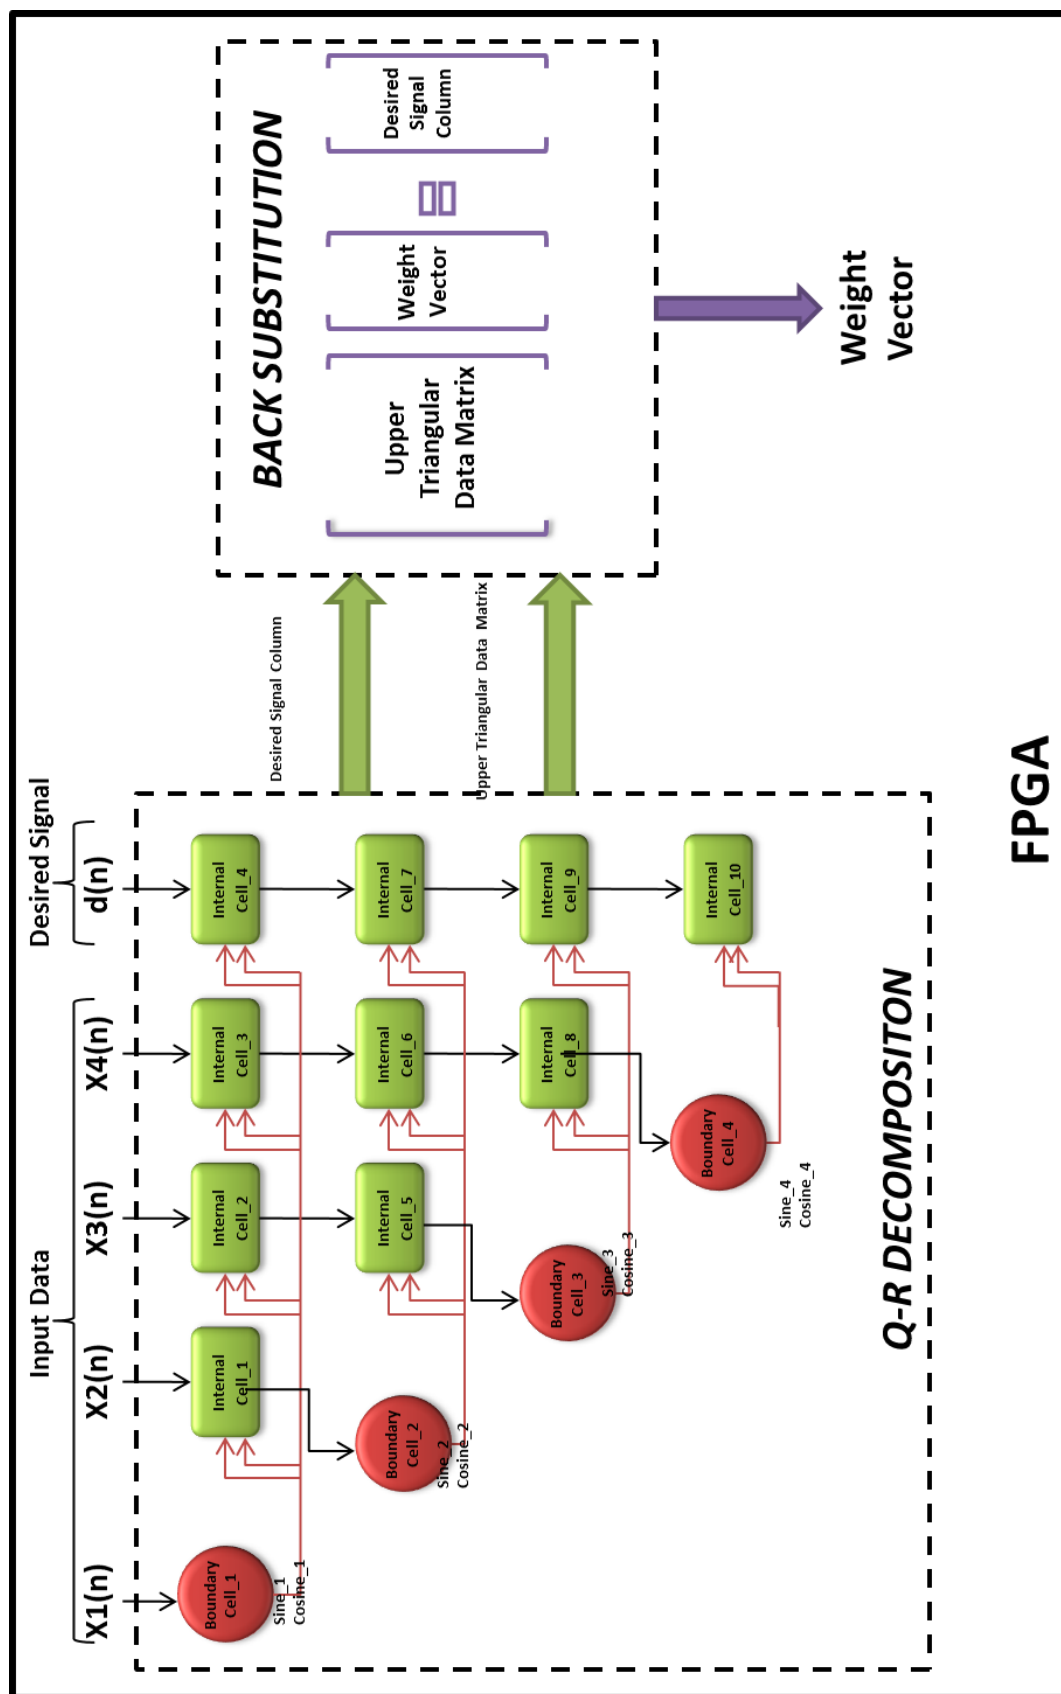 Input Data
Desired Signal
X1(n)
X2(n)
X3(n)
X4(n)
d(n)
Boundary
Cell_1
Internal
Cell_1
Internal
Cell_2
Internal
Cell_3
Internal
Cell_4
Sine_1
Cosine_1
Boundary
Cell_2
Internal
Cell_5
Internal
Cell_6
Internal
Cell_7
Sine_2
Cosine_2
Boundary
Cell_3
Internal
Cell_8
Internal
Cell_9
Sine_3
Cosine_3
Boundary
Cell_4
Internal
Cell_10
Sine_4
Cosine_4
Q-R DECOMPOSITON
Desired Signal Column
Upper Triangular Data Matrix
BACK SUBSTITUTION
Upper
Triangular
Data Matrix
Weight
Vector
Desired
Signal
Column
Weight
Vector
FPGA